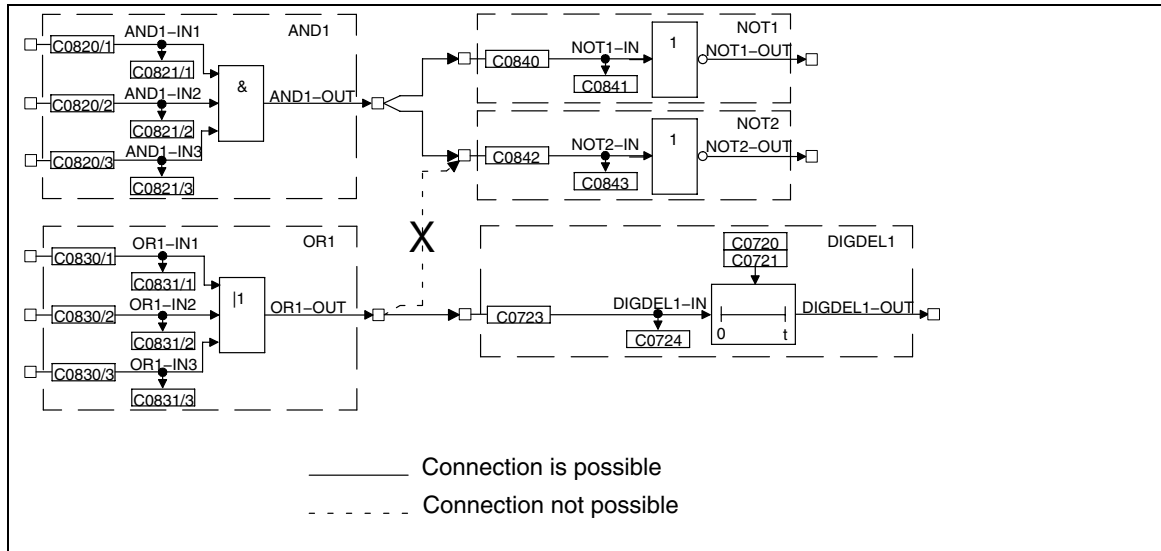 AND1
C0820/1
AND1-IN1
C0821/1
C0820/2
AND1-IN2
C0821/2
C0820/3
AND1-IN3
C0821/3
&
AND1-OUT
NOT1
C0840
NOT1-IN
C0841
1
NOT1-OUT
NOT2
C0842
NOT2-IN
C0843
1
NOT2-OUT
X
OR1
C0830/1
OR1-IN1
C0831/1
C0830/2
OR1-IN2
C0831/2
C0830/3
OR1-IN3
C0831/3
|1
OR1-OUT
DIGDEL1
C0720
C0721
C0723
DIGDEL1-IN
C0724
0 t
DIGDEL1-OUT
Connection is possible
Connection not possible